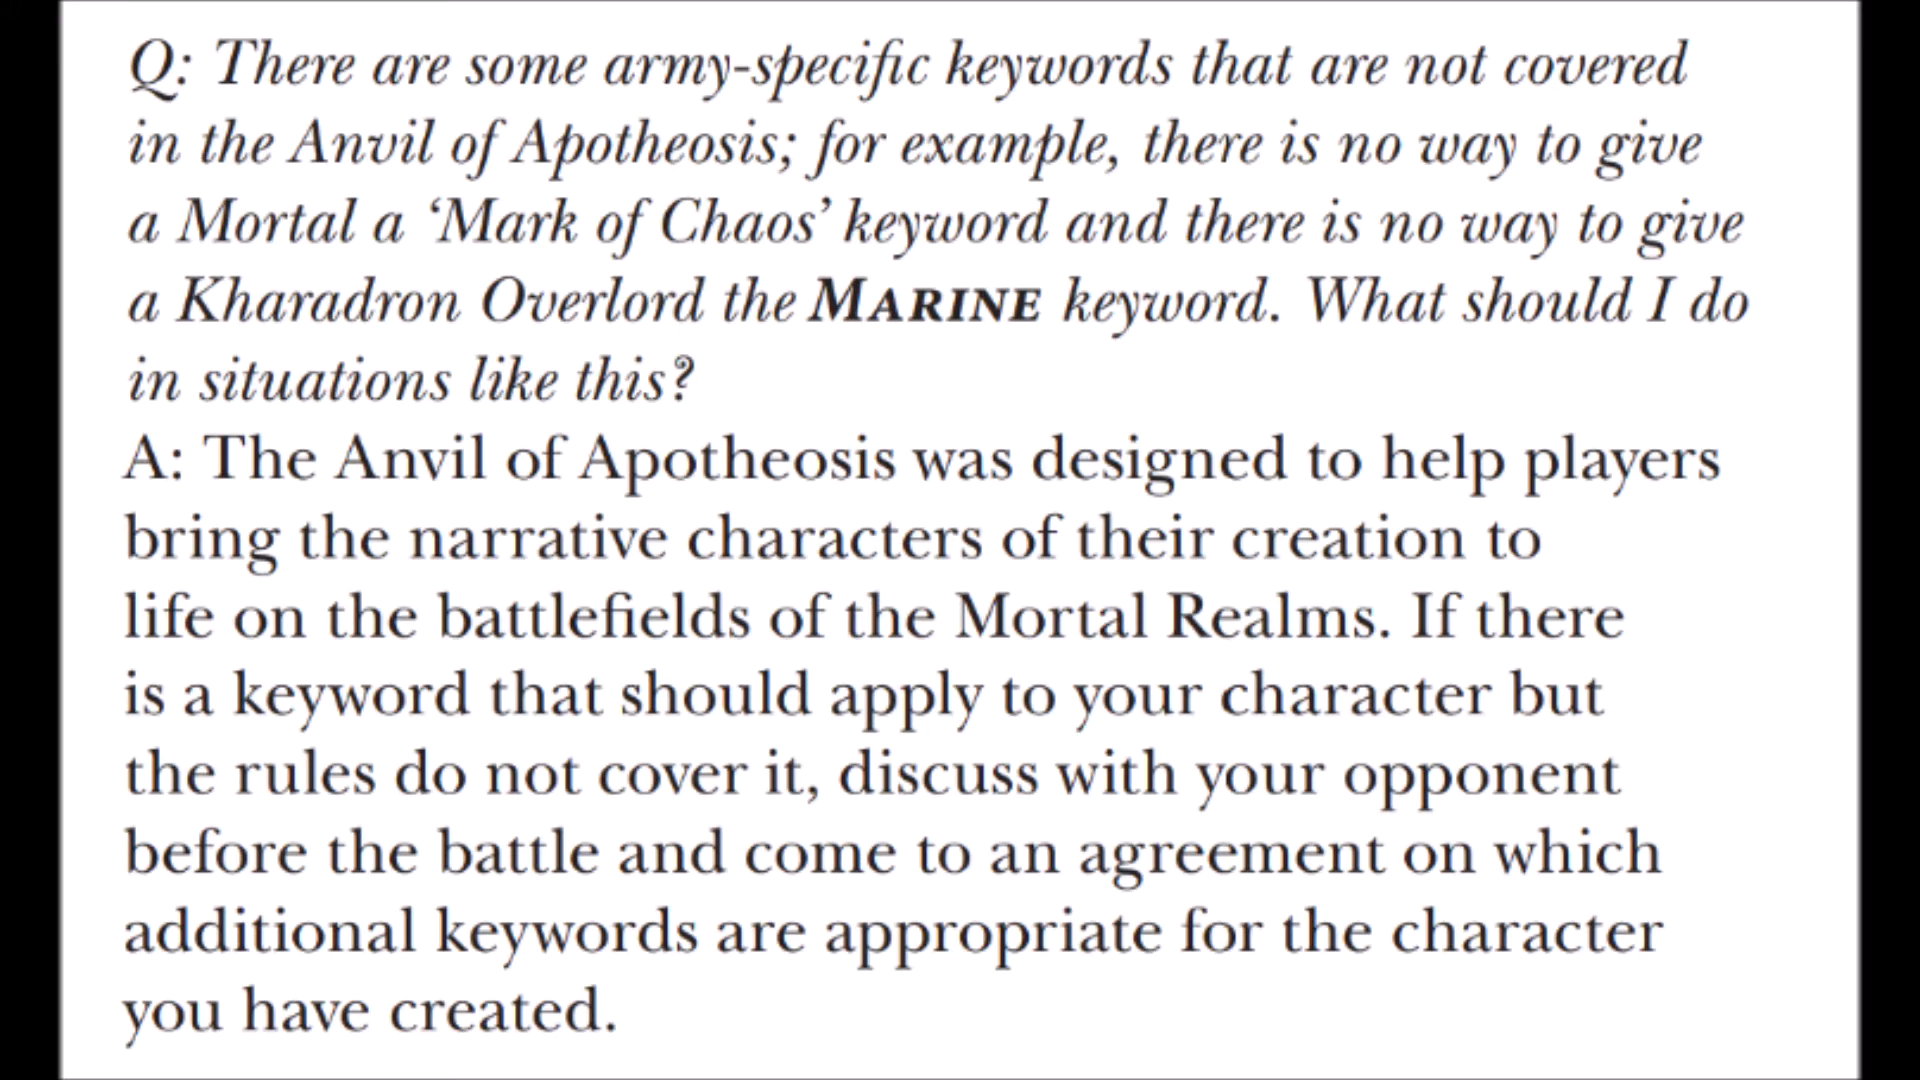 Q: There are some army-specific keywords that are not covered
in the Anvil of Apotheosis; for example, there is no way to give
a Mortal a ‘Mark of Chaos’ keyword and there is no way to give
a Kharadron Overlord the MARINE keyword. What should I do
in situations like this?
A: The Anvil of Apotheosis was designed to help players
bring the narrative characters of their creation to
life on the battlefields of the Mortal Realms. If there
is a keyword that should apply to your character but
the rules do not cover it, discuss with your opponent
before the battle and come to an agreement on which
additional keywords are appropriate for the character
you have created.